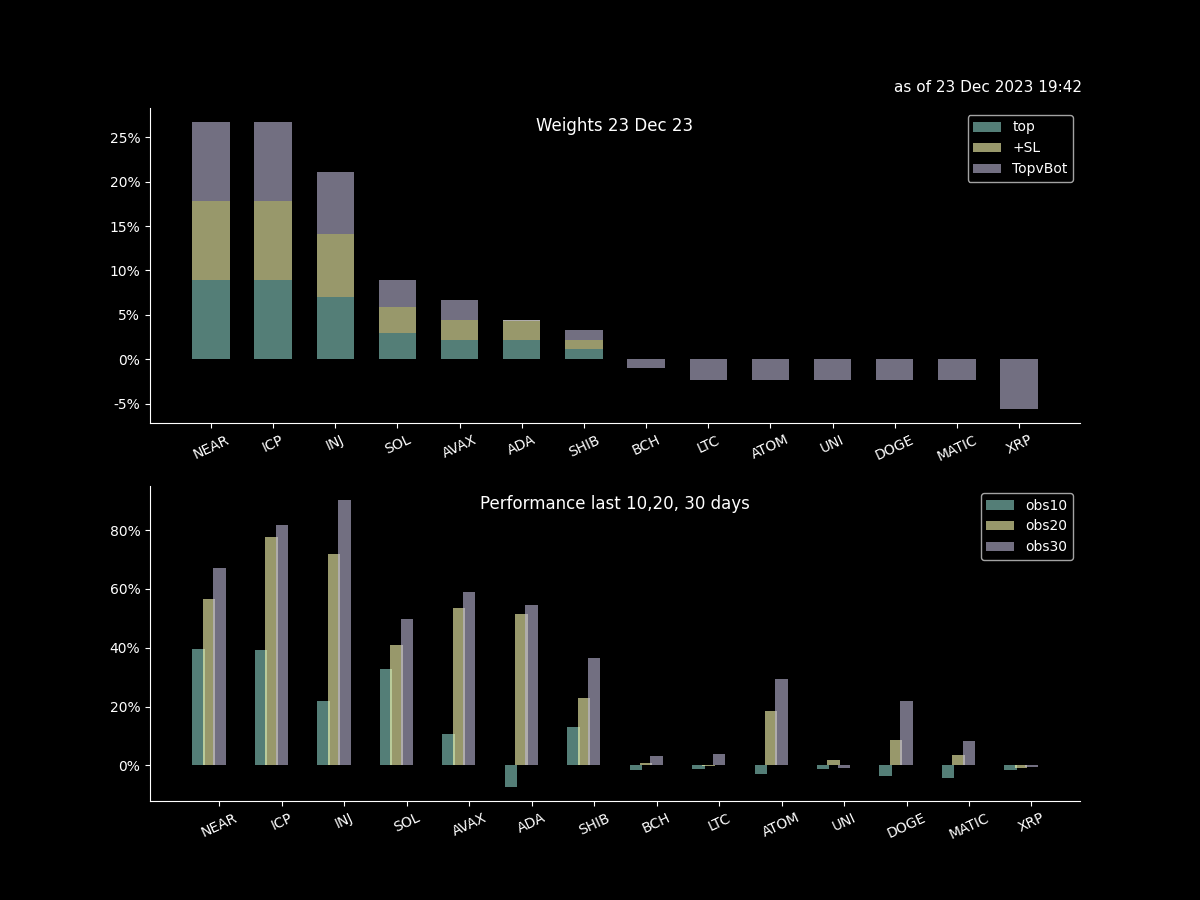 as of 23 Dec 2023 19:42
Weights 23 Dec 23
top
+SL
TopvBot
25%
20%
15%
10%
5%
0%
-5%
NEAR ICP INJ SOL AVAX ADA SHIB BCH LTC ATOM UNI DOGE MATIC XRP
Performance last 10,20, 30 days
obs10
obs20
obs30
80%
60%
40%
20%
0%
NEAR ICP INJ SOL AVAX ADA SHIB BCH LTC ATOM UNI DOGE MATIC XRP